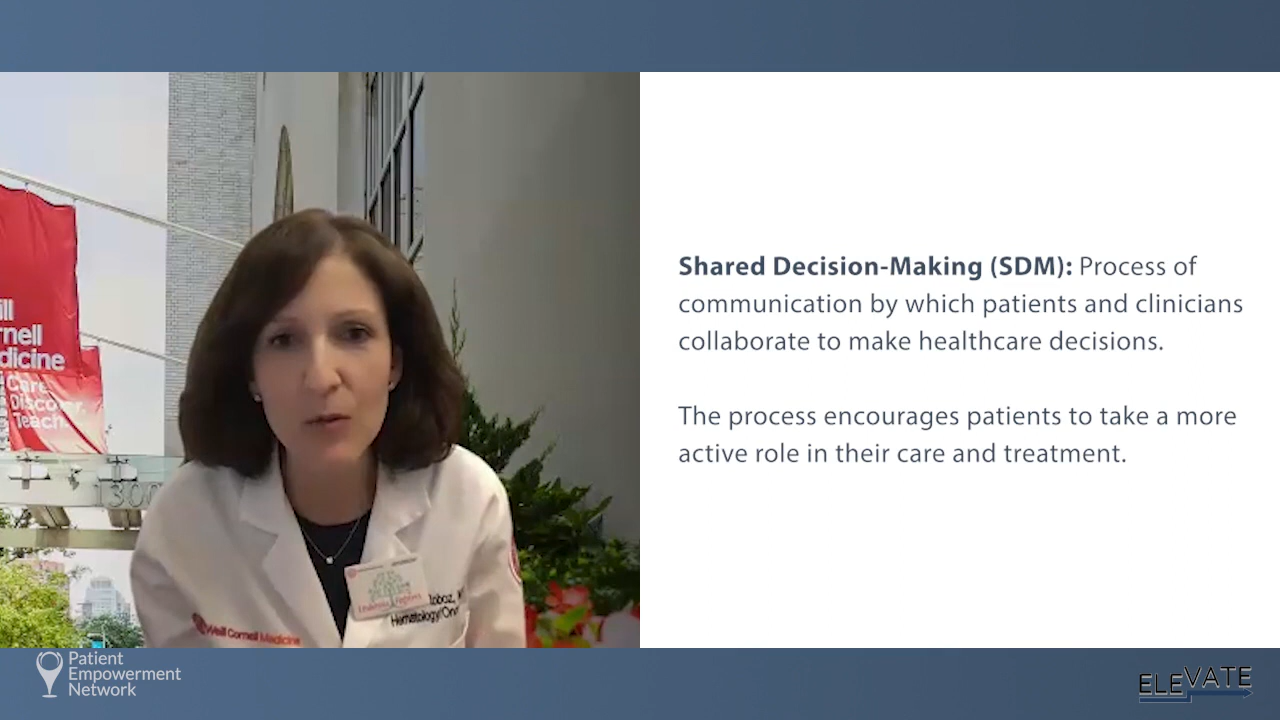 Shared Decision-Making (SDM): Process of
communication by which patients and clinicians
collaborate to make healthcare decisions.
The process encourages patients to take a more
active role in their care and treatment.
Care.
Discover.
Teach.
1300
Weill Cornell Medicine
Hematology/Onc
Patient
Empowerment
Network
ELEVATE